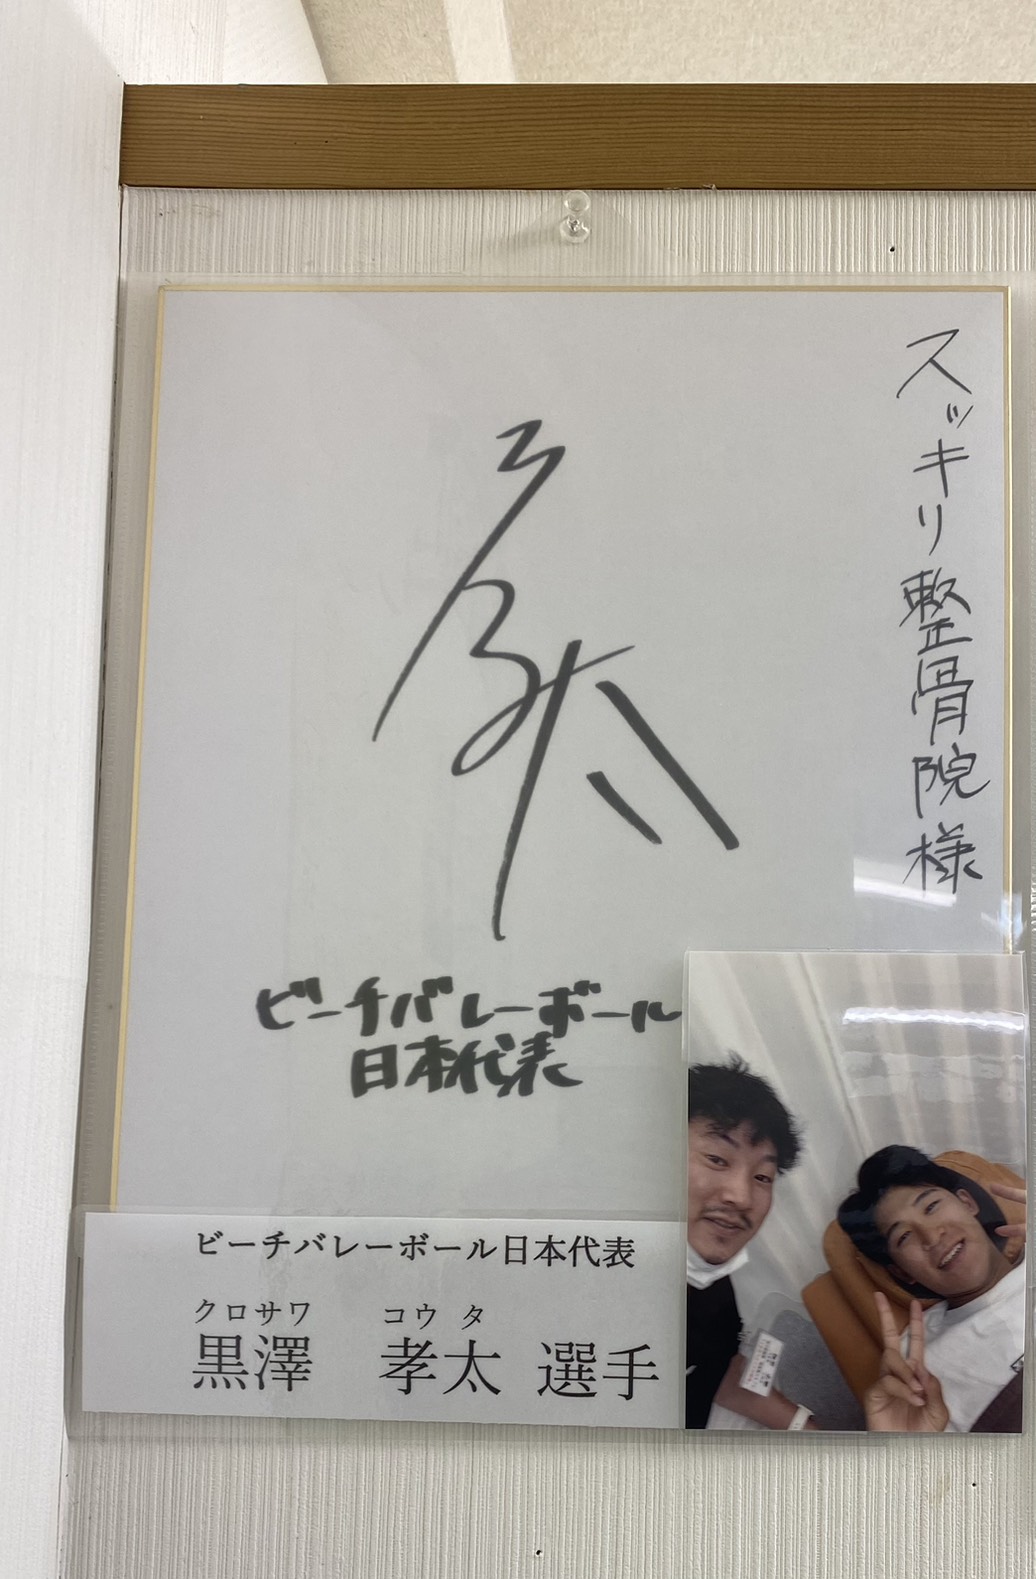 スッキリ整骨院様
孝太
ビーチバレーボール
日本代表
ビーチバレーボール日本代表
クロサワ コウタ
黒澤 孝太 選手